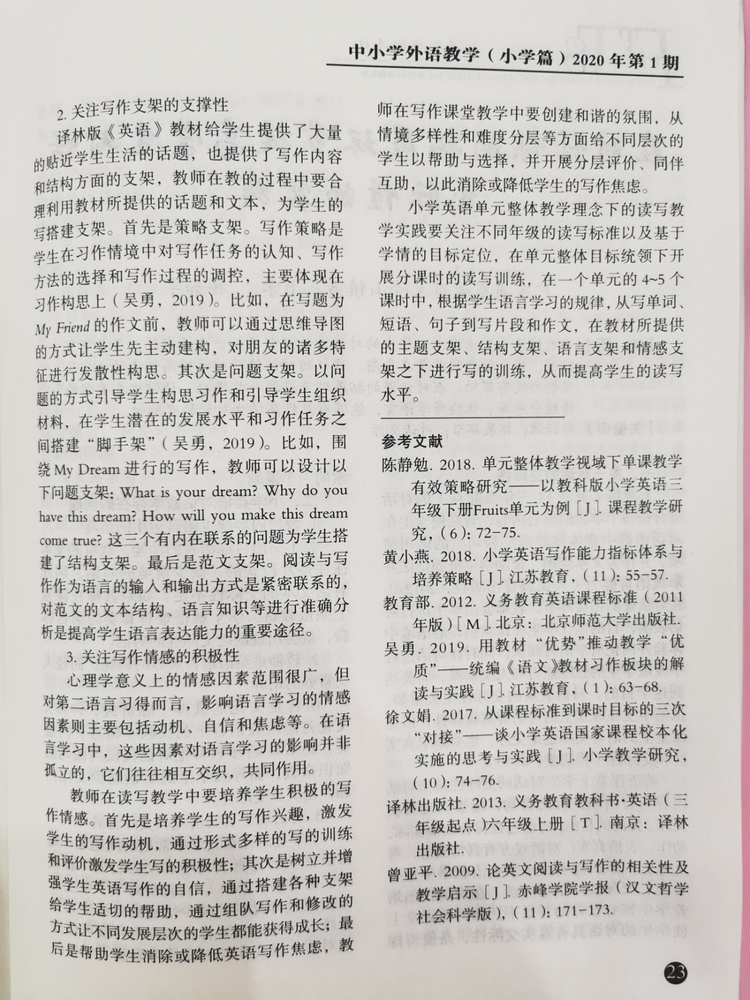 中小学外语教学（小学篇）2020 年第 1 期
2. 关注写作支架的支撑性
译林版《英语》教材给学生提供了大量
的贴近学生生活的话题，也提供了写作内容
和结构方面的支架，教师在教的过程中要合
理利用教材所提供的话题和文本，为学生的
写搭建支架。首先是策略支架。写作策略是
学生在习作情境中对写作任务的认知、写作
方法的选择和写作过程的调控，主要体现在
习作构思上（吴勇，2019）。比如，在写题为
My Friend 的作文前，教师可以通过思维导图
的方式让学生先主动建构，对朋友的诸多特
征进行发散性构思。其次是问题支架。以问
题的方式引导学生构思习作和引导学生组织
材料，在学生潜在的发展水平和习作任务之
间搭建“脚手架”（吴勇，2019）。比如，围
绕 My Dream 进行的写作，教师可以设计以
下问题支架：What is your dream? Why do you
have this dream? How will you make this dream
come true? 这三个有内在联系的问题为学生搭
建了结构支架。最后是范文支架。阅读与写
作作为语言的输入和输出方式是紧密联系的，
对范文的文本结构、语言知识等进行准确分
析是提高学生语言表达能力的重要途径。
3. 关注写作情感的积极性
心理学意义上的情感因素范围很广，但
对第二语言习得而言，影响语言学习的情感
因素则主要包括动机、自信和焦虑等。在语
言学习中，这些因素对语言学习的影响并非
孤立的，它们往往相互交织，共同作用。
教师在读写教学中要培养学生积极的写
作情感。首先是培养学生的写作兴趣，激发
学生的写作动机，通过形式多样的写的训练
和评价激发学生写的积极性；其次是树立并增
强学生英语写作的自信，通过搭建各种支架
给学生适切的帮助，通过组队写作和修改的
方式让不同发展层次的学生都能获得成长；最
后是帮助学生消除或降低英语写作焦虑，教
师在写作课堂教学中要创建和谐的氛围，从
情境多样性和难度分层等方面给不同层次的
学生以帮助与选择，并开展分层评价、同伴
互助，以此消除或降低学生的写作焦虑。
小学英语单元整体教学理念下的读写教
学实践要关注不同年级的读写标准以及基于
学情的目标定位，在单元整体目标统领下开
展分课时的读写训练，在一个单元的 4~5 个
课时中，根据学生语言学习的规律，从写单词、
短语、句子到写片段和作文，在教材所提供
的主题支架、结构支架、语言支架和情感支
架之下进行写的训练，从而提高学生的读写
水平。
参考文献
陈静勉. 2018. 单元整体教学视域下单课教学
有效策略研究——以教科版小学英语三
年级下册Fruits单元为例［J］. 课程教学研
究，（6）：72-75.
黄小燕. 2018. 小学英语写作能力指标体系与
培养策略［J］. 江苏教育，（11）：55-57.
教育部. 2012. 义务教育英语课程标准（2011
年版）［M］. 北京：北京师范大学出版社.
吴勇. 2019. 用教材“优势”推动教学“优
质”——统编《语文》教材习作板块的解
读与实践［J］. 江苏教育，（1）：63-68.
徐文娟. 2017. 从课程标准到课时目标的三次
“对接”——谈小学英语国家课程校本化
实施的思考与实践［J］. 小学教学研究，
（10）：74-76.
译林出版社. 2013. 义务教育教科书·英语（三
年级起点）六年级上册［T］. 南京：译林
出版社.
曾亚平. 2009. 论英文阅读与写作的相关性及
教学启示［J］. 赤峰学院学报（汉文哲学
社会科学版），（11）：171-173.
23